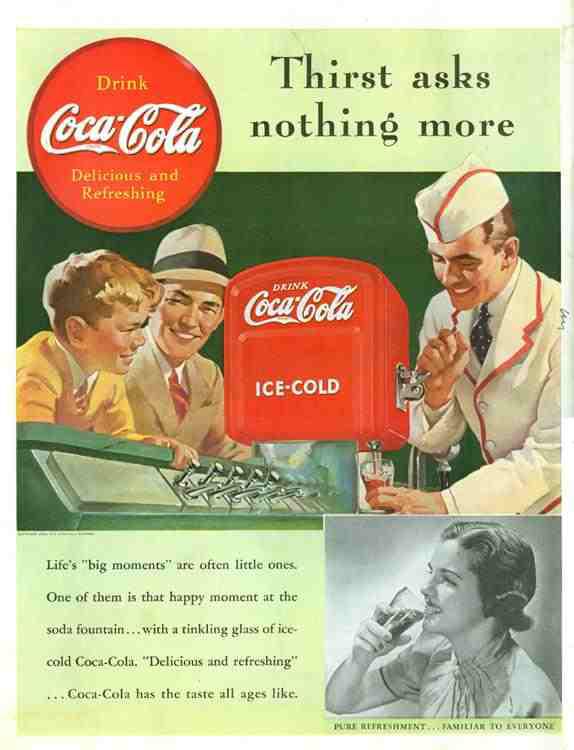 Drink
Coca-Cola
Delicious and
Refreshing
Thirst asks
nothing more
DRINK
Coca-Cola
ICE-COLD
Life's "big moments" are often little ones.
One of them is that happy moment at the
soda fountain...with a tinkling glass of ice-
cold Coca-Cola. "Delicious and refreshing"
...Coca-Cola has the taste all ages like.
PURE REFRESHMENT... FAMILIAR TO EVERYONE